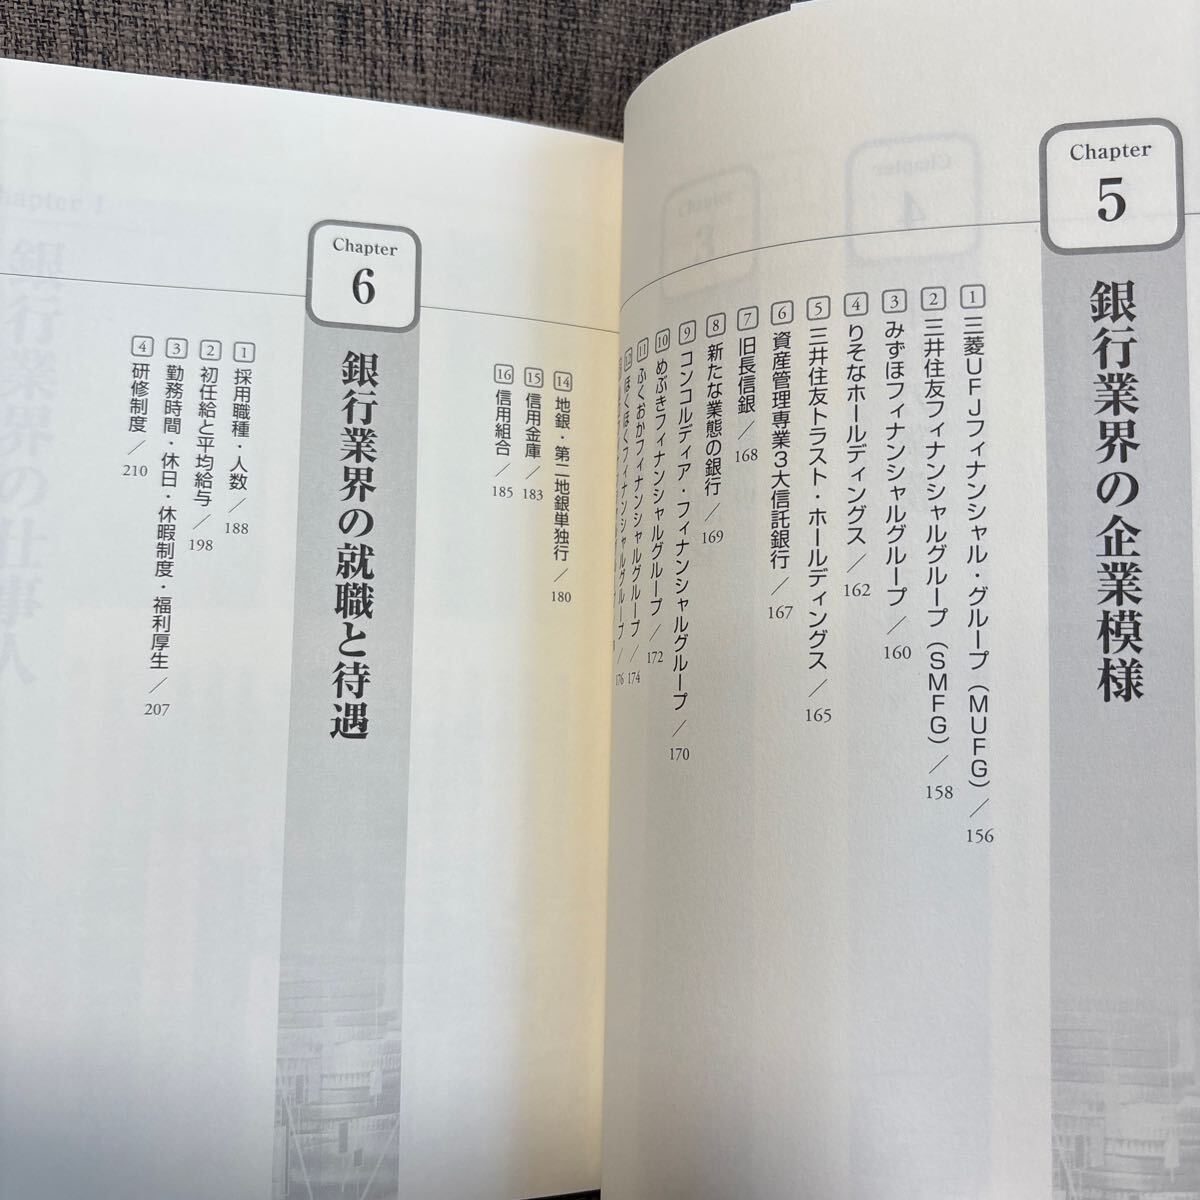 Chapter
5
銀行業界の企業模様
1 三菱UFJフィナンシャル・グループ(MUFG)/156
2 三井住友フィナンシャルグループ(SMFG)/158
3 みずほフィナンシャルグループ/160
4 りそなホールディングス/162
5 三井住友トラスト・ホールディングス/165
6 資産管理専業3大信託銀行/167
7 旧長信銀/168
8 新たな業態の銀行/169
9 コンコルディア・フィナンシャルグループ/170
10 めぶきフィナンシャルグループ/172
11 ふくおかフィナンシャルグループ/174
12 ほくほくフィナンシャルグループ/176
14 地銀・第二地銀単独行/180
15 信用金庫/183
16 信用組合/185
Chapter
6
銀行業界の就職と待遇
1 採用職種・人数/188
2 初任給と平均給与/198
3 勤務時間・休日・休暇制度・福利厚生/207
4 研修制度/210